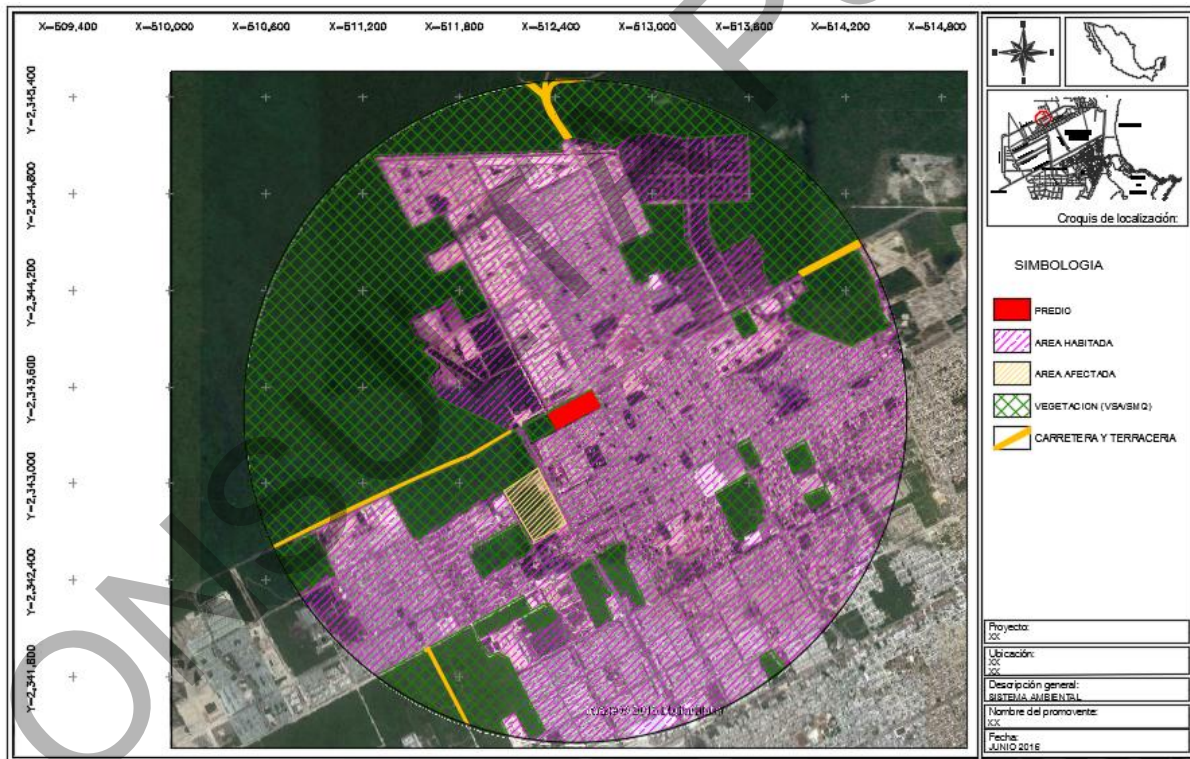 X=509,400 X=510,000 X=510,600 X=511,200 X=511,800 X=512,400 X=513,000 X=513,600 X=514,200 X=514,800
Y=2,345,400
Y=2,344,800
Y=2,344,200
Y=2,343,600
Y=2,343,000
Y=2,342,400
Y=2,341,800
Croquis de localización:
SIMBOLOGIA
PREDIO
AREA HABITADA
AREA AFECTADA
VEGETACION (VSA/SMQ)
CARRETERA Y TERRACERIA
Proyecto:
XX
Ubicación:
XX
XX
Descripción general:
SISTEMA AMBIENTAL
Nombre del promovente:
XX
Fecha:
JUNIO 2016